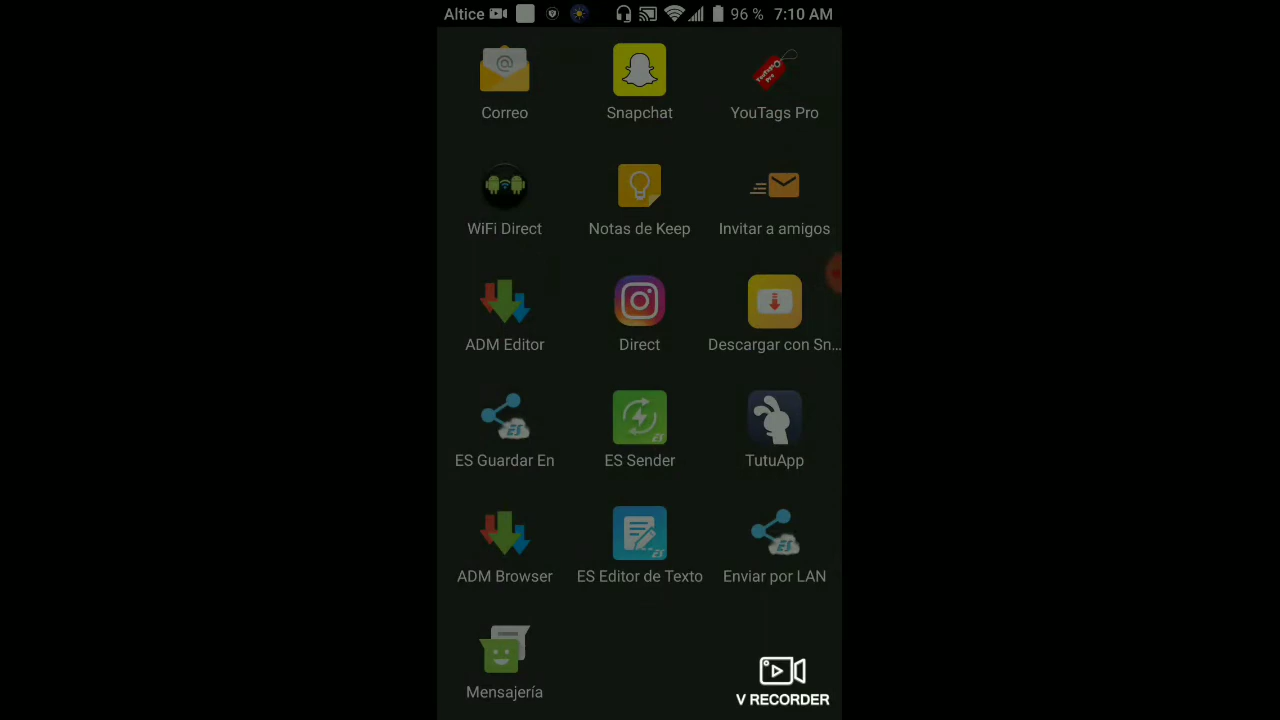 Altice 96 % 7:10 AM
Correo Snapchat YouTags Pro
WiFi Direct Notas de Keep Invitar a amigos
ADM Editor Direct Descargar con Sn...
ES Guardar En ES Sender TutuApp
ADM Browser ES Editor de Texto Enviar por LAN
Mensajería
V RECORDER